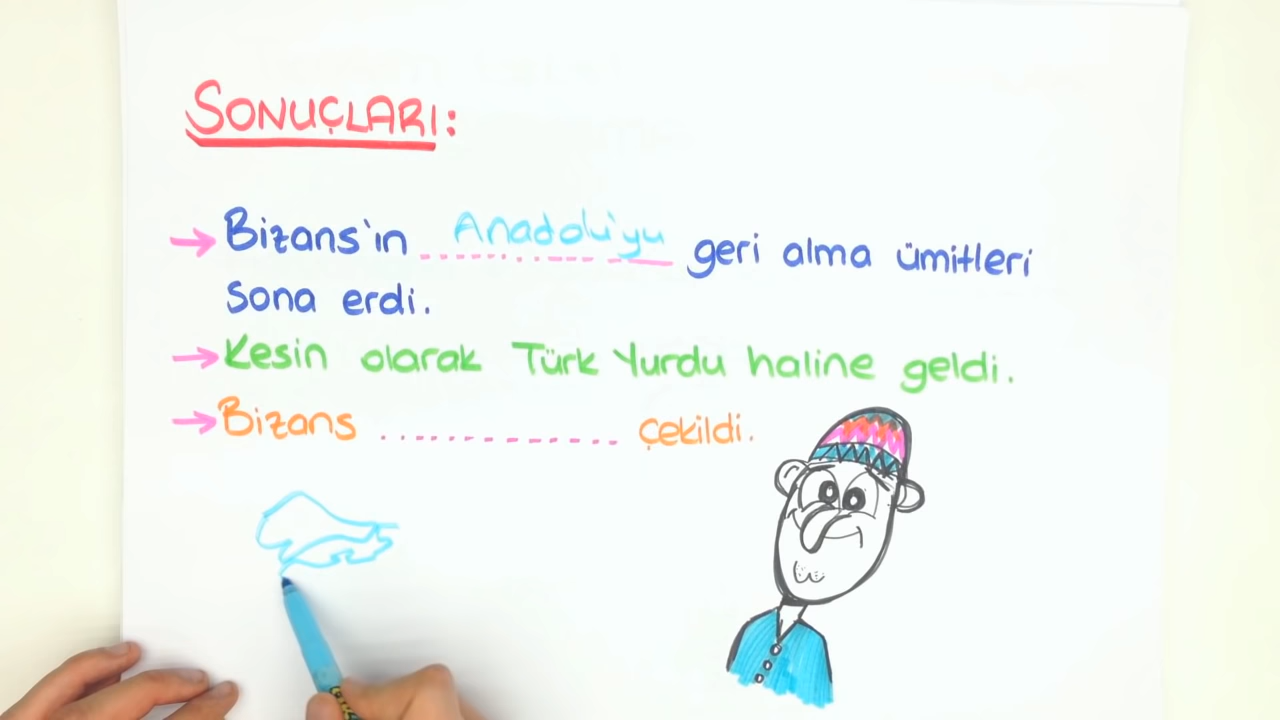 SONUÇLARI:
→ Bizans'ın Anadolu'yu geri alma ümitleri
sona erdi.
→ Kesin olarak Türk Yurdu haline geldi.
→ Bizans ............ çekildi.